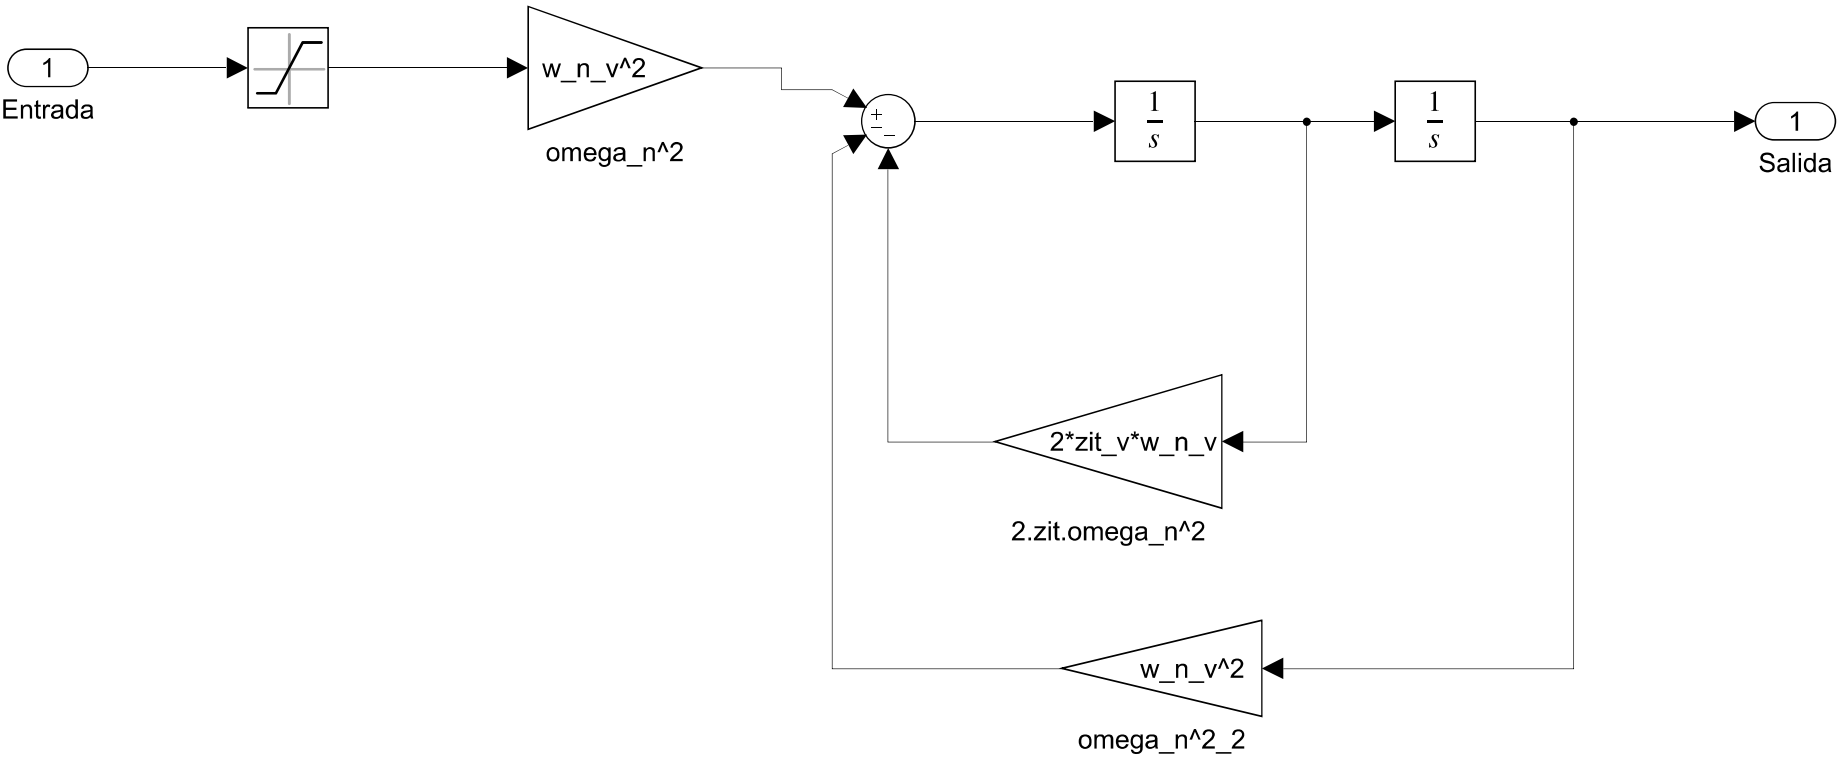 1
Entrada
w_n_v^2
omega_n^2
+
−
−
1
s
1
s
1
Salida
2*zit_v*w_n_v
2.zit.omega_n^2
w_n_v^2
omega_n^2_2